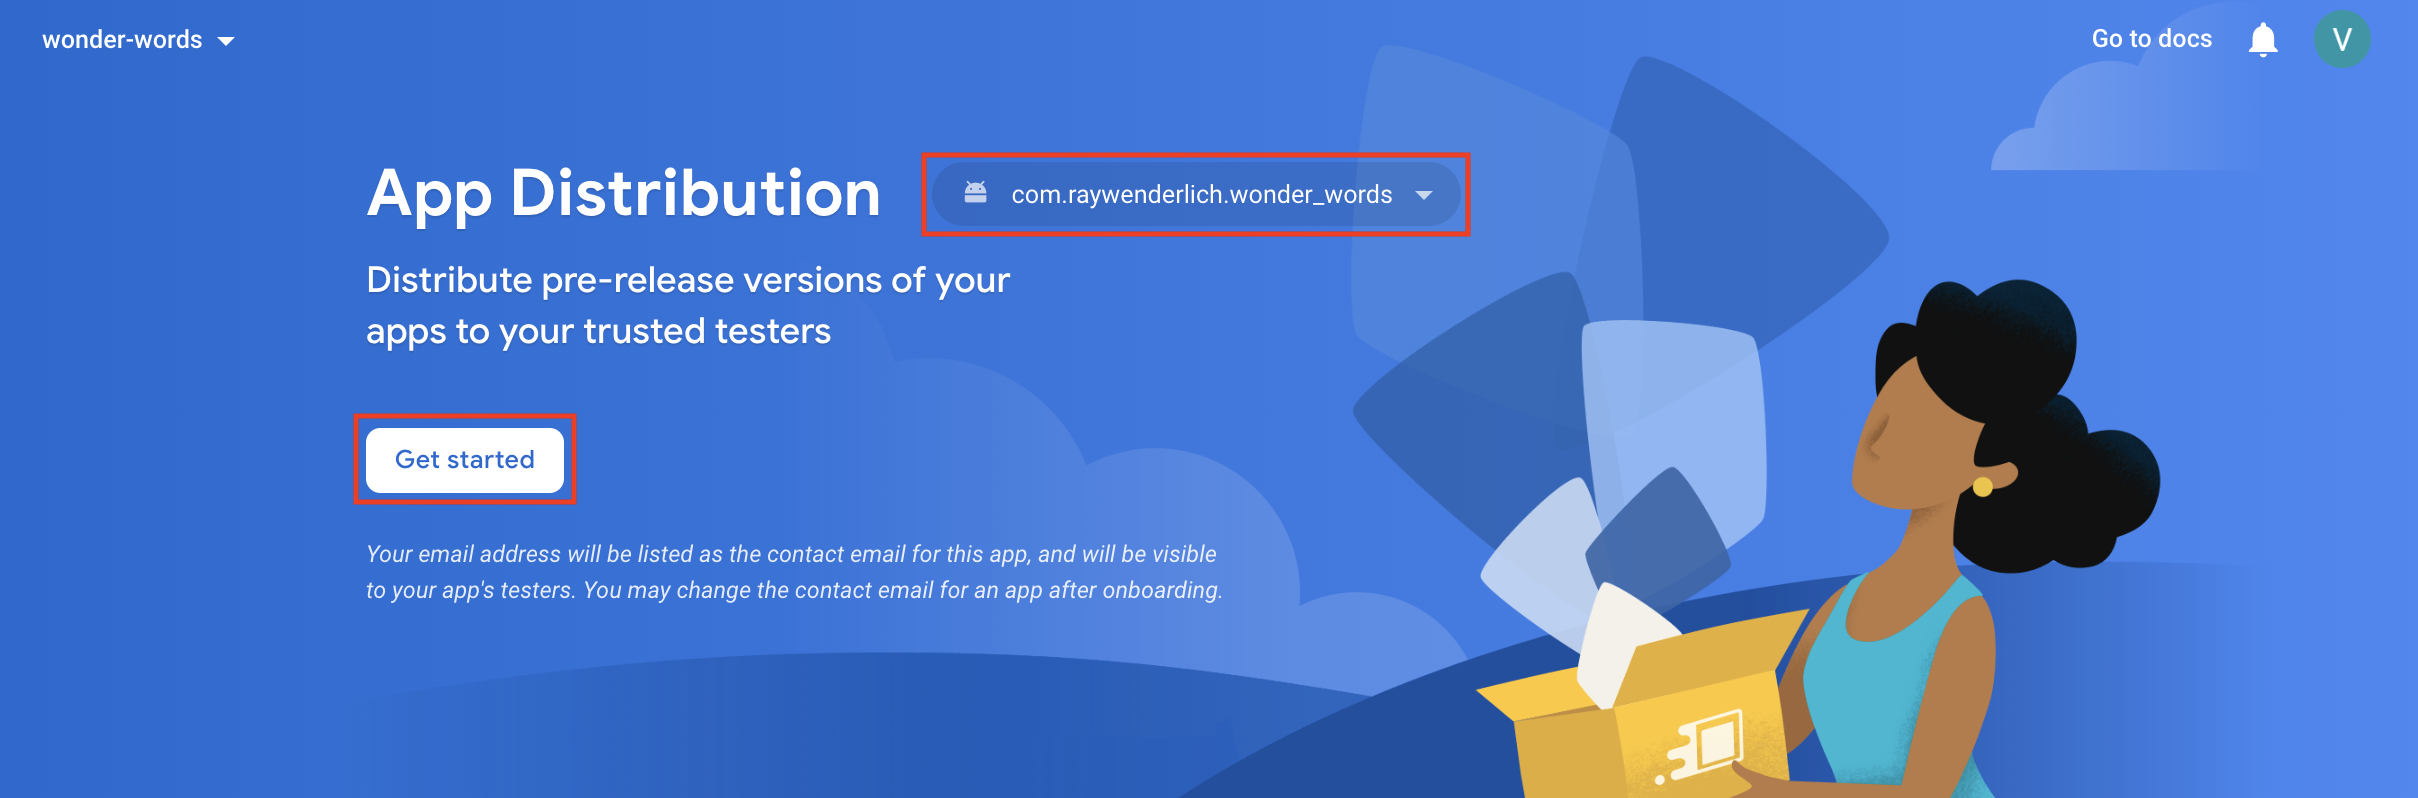 wonder-words
Go to docs
V
App Distribution
com.raywenderlich.wonder_words
Distribute pre-release versions of your
apps to your trusted testers
Get started
Your email address will be listed as the contact email for this app, and will be visible
to your app's testers. You may change the contact email for an app after onboarding.